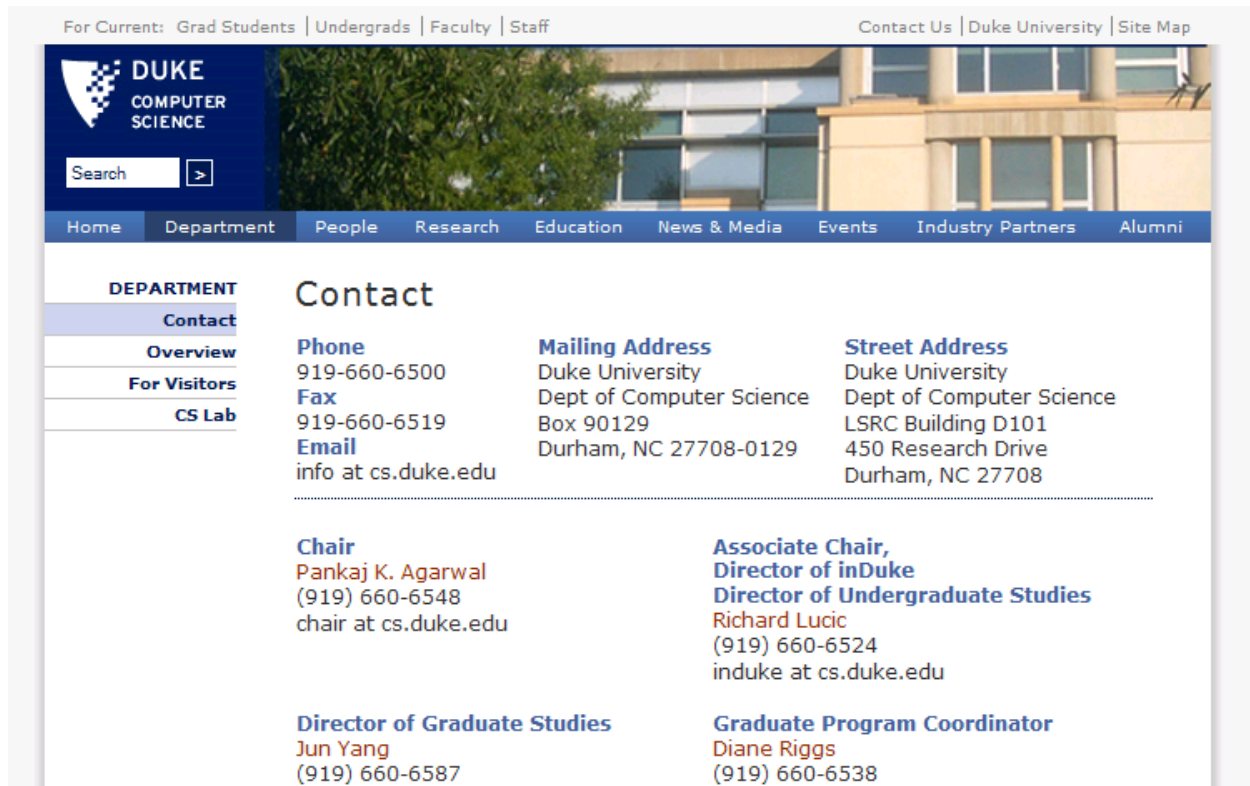 For Current: Grad Students | Undergrads | Faculty | Staff
Contact Us | Duke University | Site Map
DUKE
COMPUTER
SCIENCE
Search >
Home Department People Research Education News & Media Events Industry Partners Alumni
DEPARTMENT
Contact
Overview
For Visitors
CS Lab
Contact
Phone
919-660-6500
Fax
919-660-6519
Email
info at cs.duke.edu
Mailing Address
Duke University
Dept of Computer Science
Box 90129
Durham, NC 27708-0129
Street Address
Duke University
Dept of Computer Science
LSRC Building D101
450 Research Drive
Durham, NC 27708
Chair
Pankaj K. Agarwal
(919) 660-6548
chair at cs.duke.edu
Associate Chair,
Director of inDuke
Director of Undergraduate Studies
Richard Lucic
(919) 660-6524
induke at cs.duke.edu
Director of Graduate Studies
Jun Yang
(919) 660-6587
Graduate Program Coordinator
Diane Riggs
(919) 660-6538